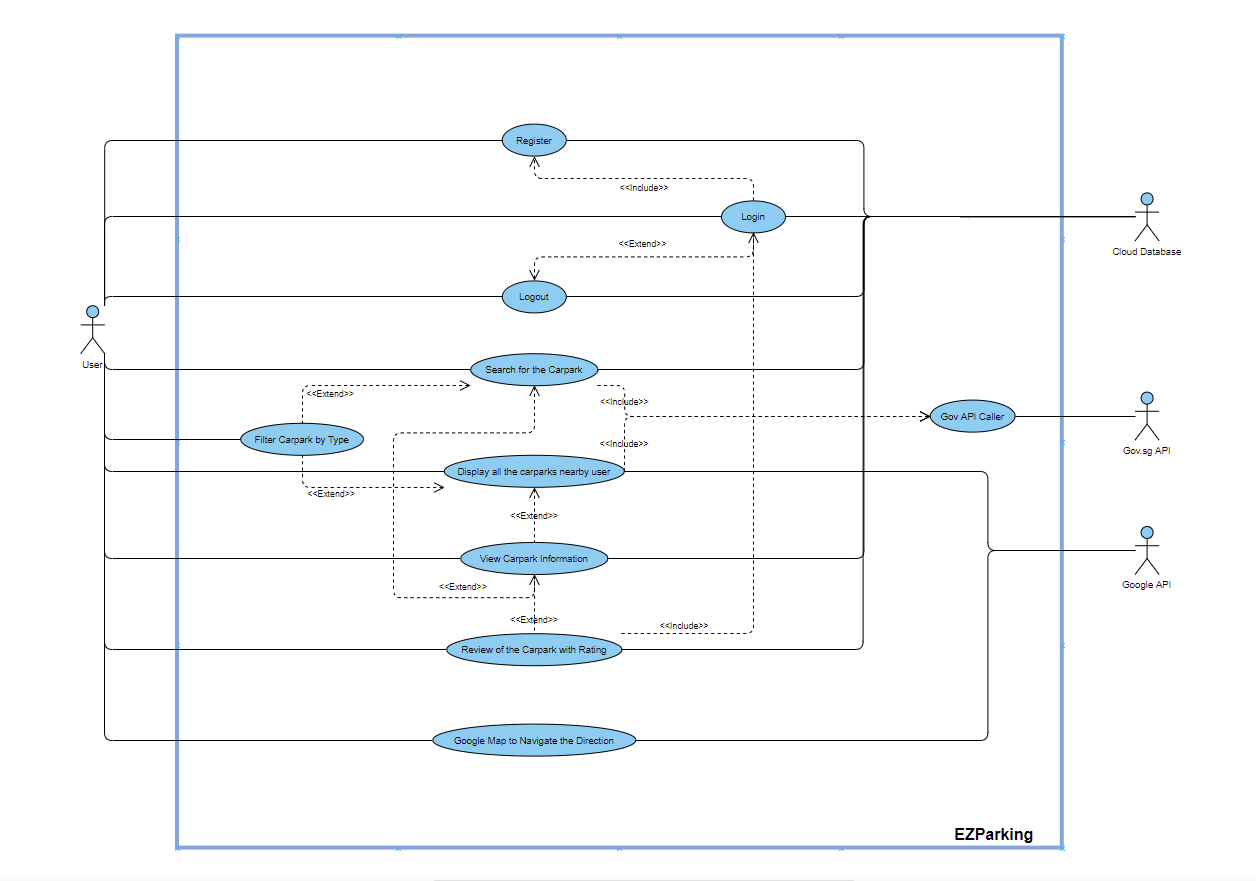 Register
<<Include>>
Login
Cloud Database
<<Extend>>
Logout
User
Search for the Carpark
<<Extend>>
<<Include>>
Gov API Caller
Filter Carpark by Type
<<Include>>
Gov.sg API
Display all the carparks nearby user
<<Extend>>
<<Extend>>
View Carpark Information
Google API
<<Extend>>
<<Extend>>
<<Include>>
Review of the Carpark with Rating
Google Map to Navigate the Direction
EZParking